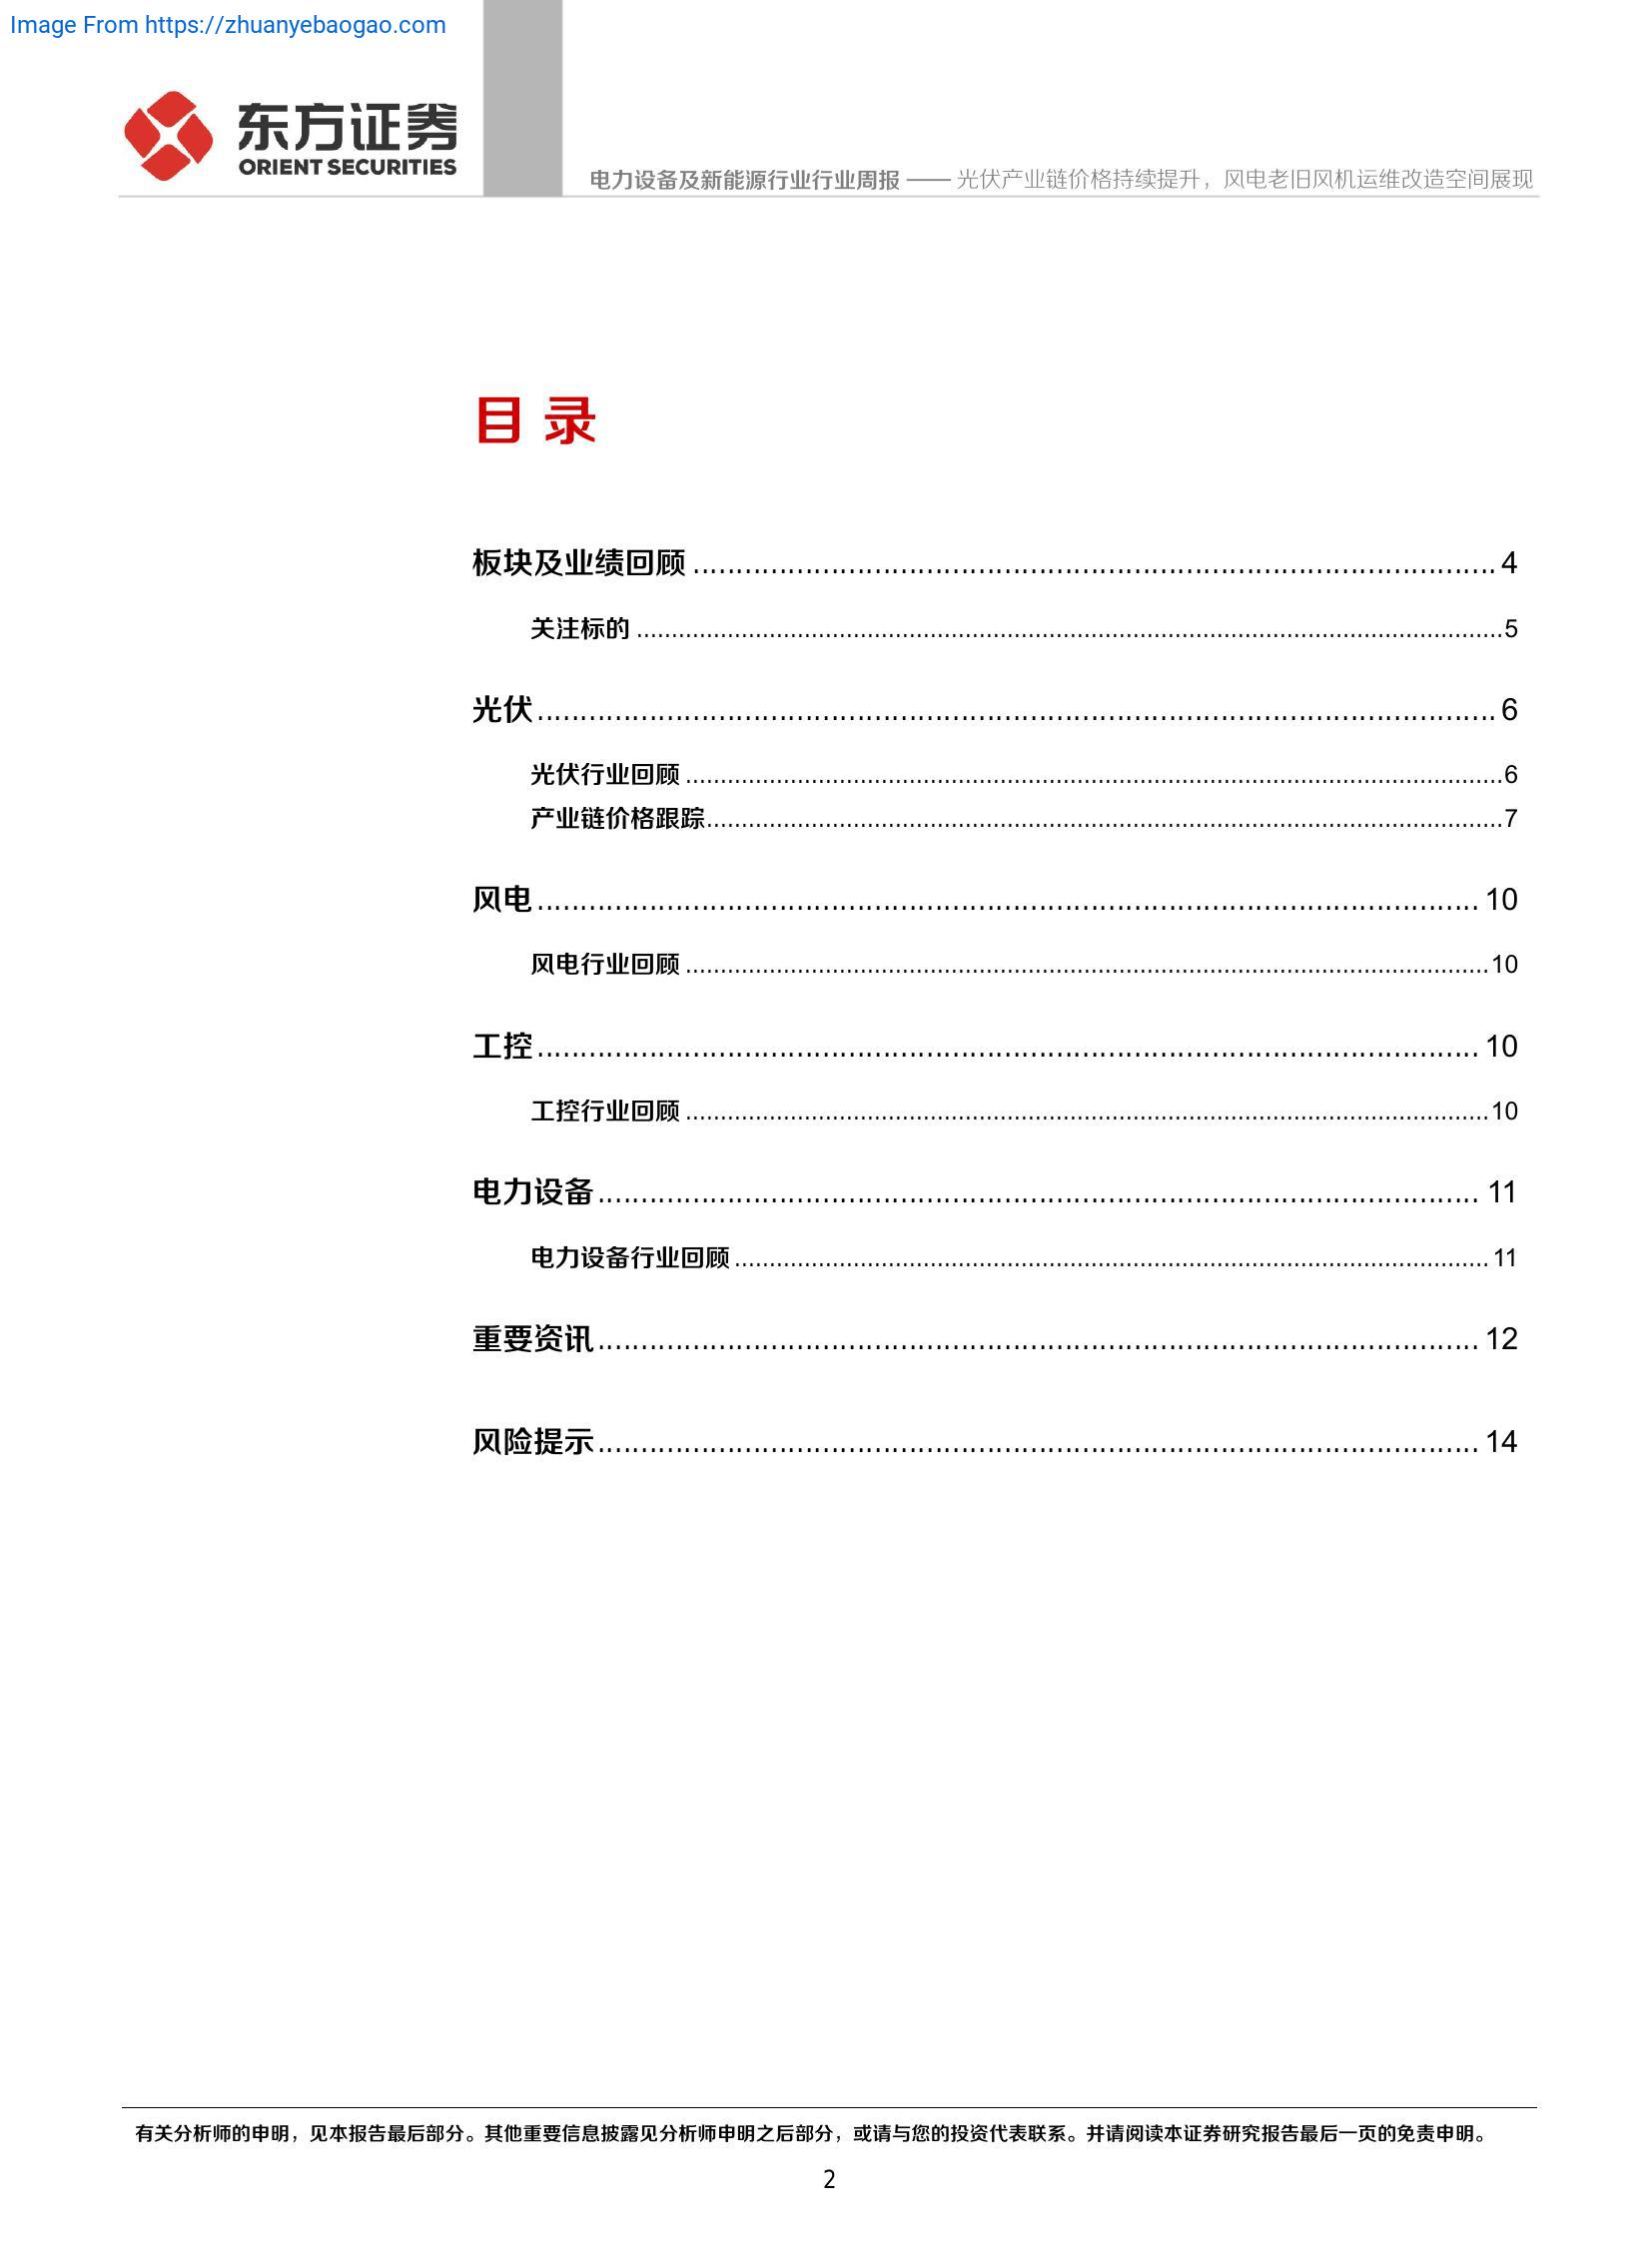 Image From https://zhuanyebaogao.com
东方证券
ORIENT SECURITIES
电力设备及新能源行业行业周报 —— 光伏产业链价格持续提升，风电老旧风机运维改造空间展现
目 录
板块及业绩回顾 ........................................ 4
关注标的 ........................................ 5
光伏 ........................................ 6
光伏行业回顾 ........................................ 6
产业链价格跟踪 ........................................ 7
风电 ........................................ 10
风电行业回顾 ........................................ 10
工控 ........................................ 10
工控行业回顾 ........................................ 10
电力设备 ........................................ 11
电力设备行业回顾 ........................................ 11
重要资讯 ........................................ 12
风险提示 ........................................ 14
有关分析师的申明，见本报告最后部分。其他重要信息披露见分析师申明之后部分，或请与您的投资代表联系。并请阅读本证券研究报告最后一页的免责申明。
2